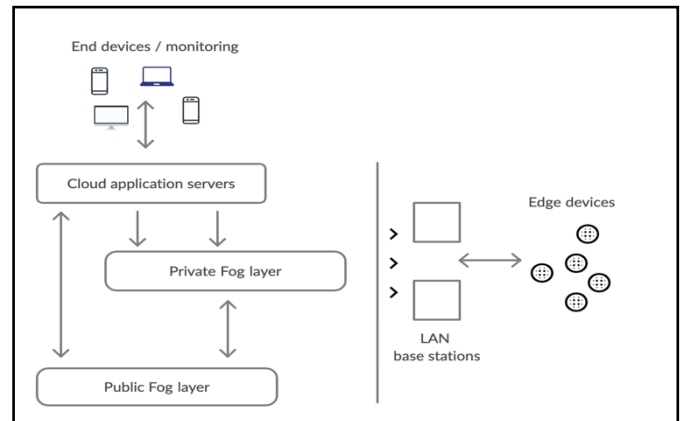 End devices / monitoring
Cloud application servers
Private Fog layer
Public Fog layer
LAN
base stations
Edge devices